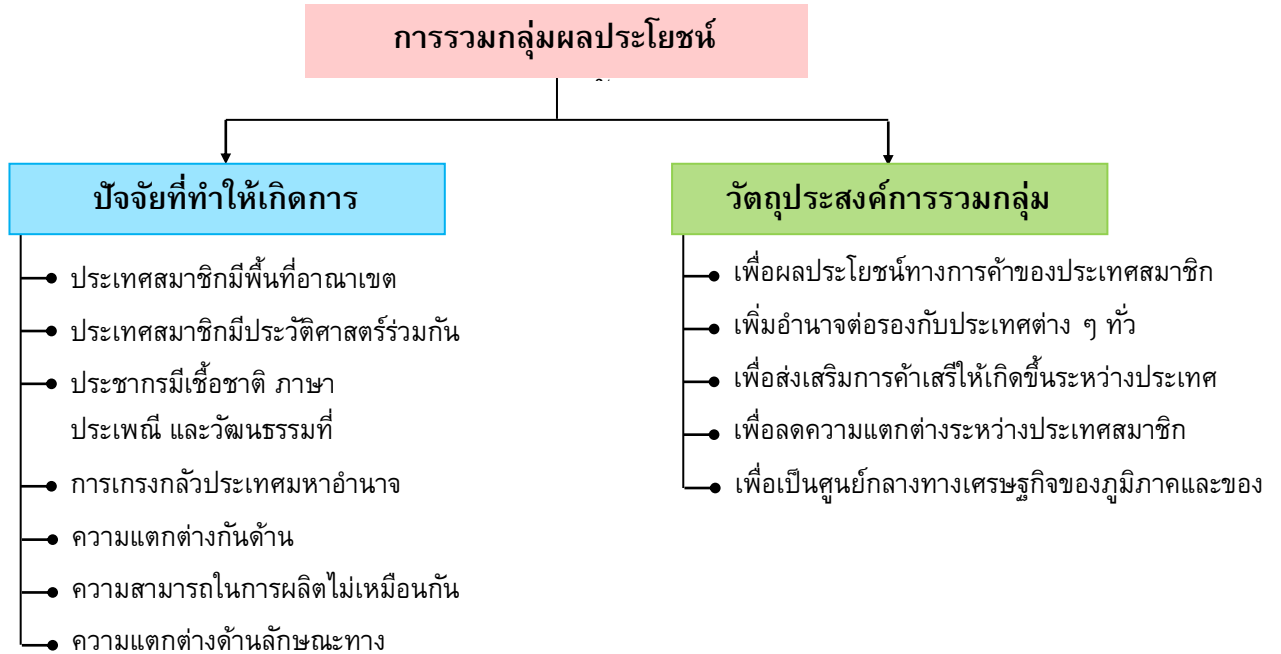 การรวมกลุ่มผลประโยชน์
ปัจจัยที่ทำให้เกิดการ
ประเทศสมาชิกมีพื้นที่อาณาเขต
ประเทศสมาชิกมีประวัติศาสตร์ร่วมกัน
ประชากรมีเชื้อชาติ ภาษา
ประเพณี และวัฒนธรรมที่
การเกรงกลัวประเทศมหาอำนาจ
ความแตกต่างกันด้าน
ความสามารถในการผลิตไม่เหมือนกัน
ความแตกต่างด้านลักษณะทาง
วัตถุประสงค์การรวมกลุ่ม
เพื่อผลประโยชน์ทางการค้าของประเทศสมาชิก
เพิ่มอำนาจต่อรองกับประเทศต่าง ๆ ทั่ว
เพื่อส่งเสริมการค้าเสรีให้เกิดขึ้นระหว่างประเทศ
เพื่อลดความแตกต่างระหว่างประเทศสมาชิก
เพื่อเป็นศูนย์กลางทางเศรษฐกิจของภูมิภาคและของ